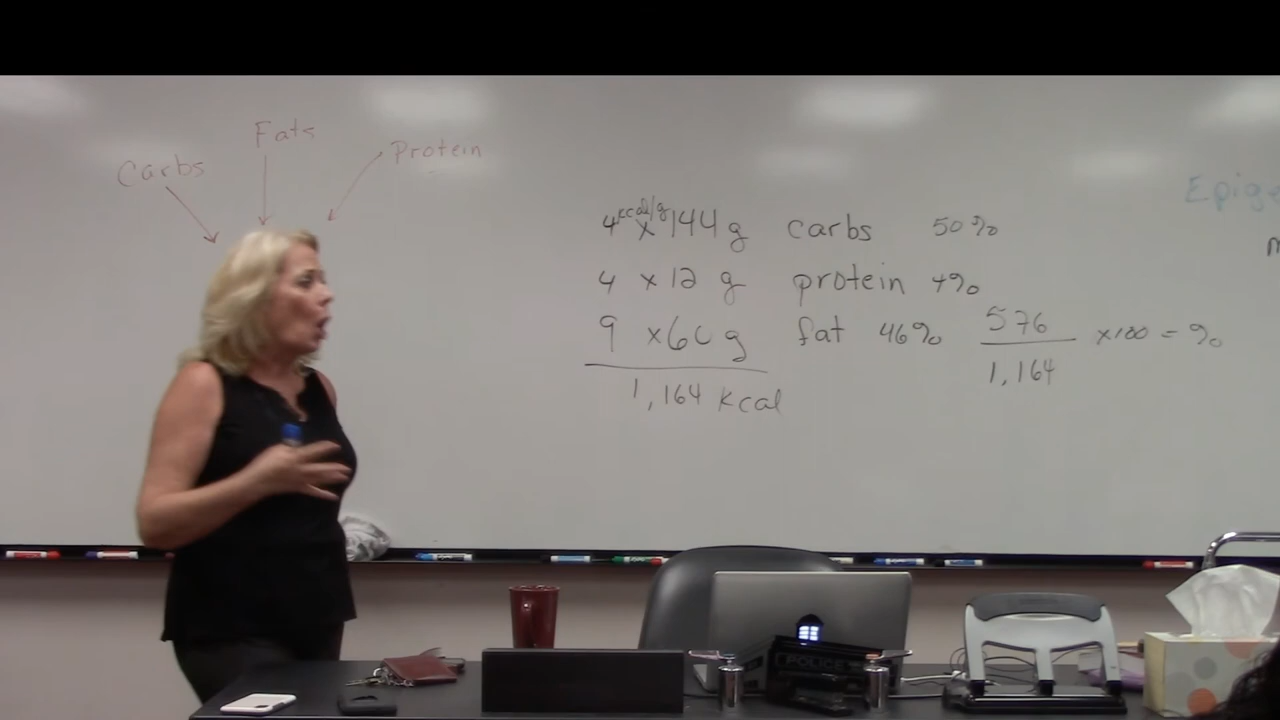 Fats
Carbs
Protein
Epig
4 kcal/g x 144 g carbs 50%
4 x 12 g protein 4%
9 x 60 g fat 46%
1,164 kcal
576
1,164
x100 = %
POLICE